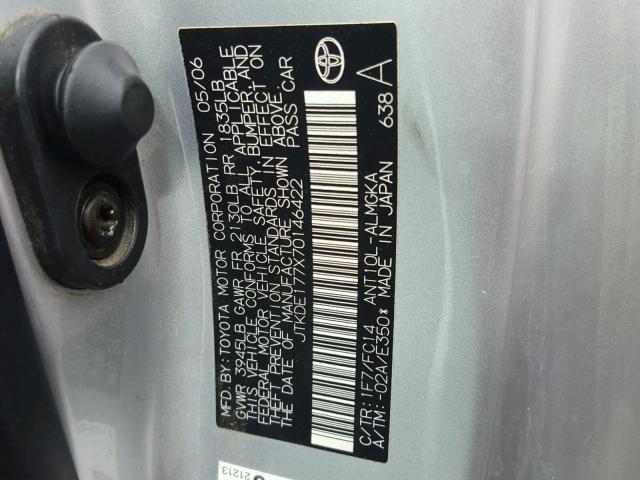 MFD. BY: TOYOTA MOTOR CORPORATION 05/06
GVWR 3945LB GAWR FR 2130LB RR 1835LB
THIS VEHICLE CONFORMS TO ALL APPLICABLE
FEDERAL MOTOR VEHICLE SAFETY, BUMPER, AND
THEFT PREVENTION STANDARDS IN EFFECT ON
THE DATE OF MANUFACTURE SHOWN ABOVE.
JTKDE177X70146422 PASS CAR
C/TR: 1F7/FC14 ANT10L-ALMGKA 638 A
A/TM: -02A/E350* MADE IN JAPAN
21213